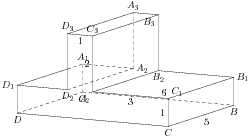 A₃
D₃ C₃ B₃
1
A₁ 2
A₂
B₂
D₁ B₁
D₂ C₂ 6 C₁
3
1 B
D 5
C